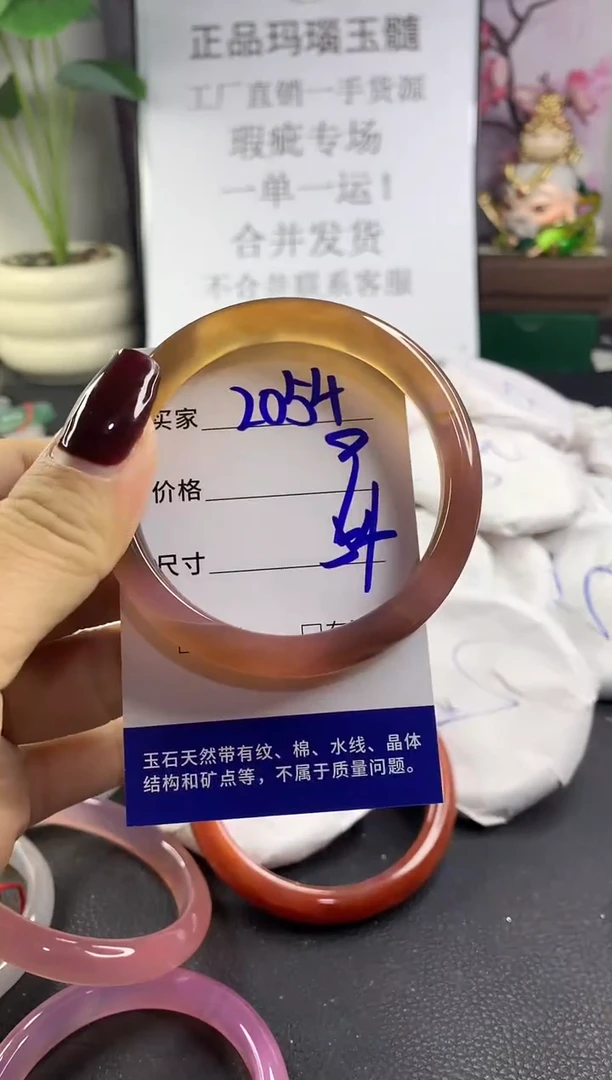 正品玛瑙玉髓
工厂直销一手货源
瑕疵专场
一单一运!
合并发货
不合并联系客服
买家 2054
价格
尺寸
玉石天然带有纹、棉、水线、晶体
结构和矿点等，不属于质量问题。